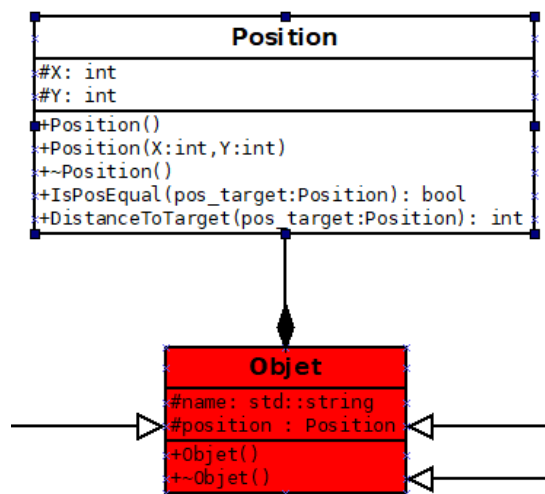 Position
#X: int
#Y: int
+Position()
+Position(X:int,Y:int)
+~Position()
+IsPosEqual(pos_target:Position): bool
+DistanceToTarget(pos_target:Position): int
Objet
#name: std::string
#position : Position
+Objet()
+~Objet()